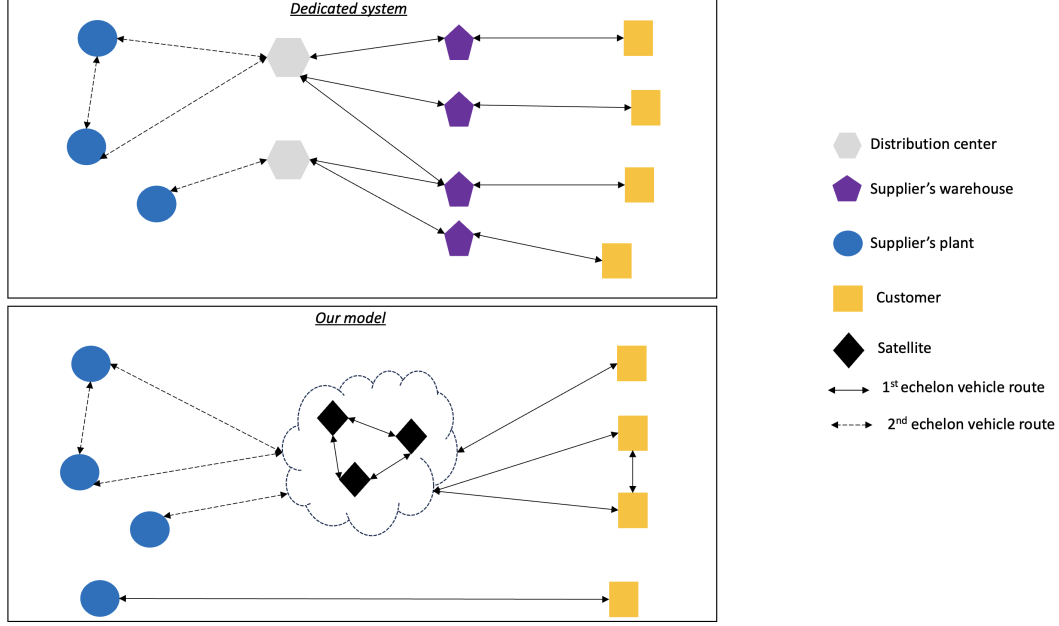 Dedicated system
Our model
Distribution center
Supplier's warehouse
Supplier's plant
Customer
Satellite
1st echelon vehicle route
2nd echelon vehicle route